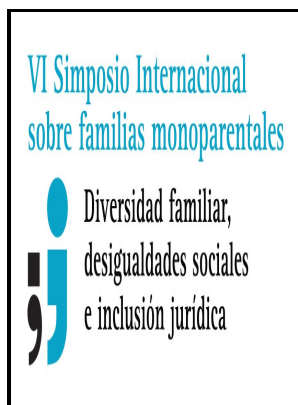 VI Simposio Internacional
sobre familias monoparentales
Diversidad familiar,
desigualdades sociales
e inclusión jurídica